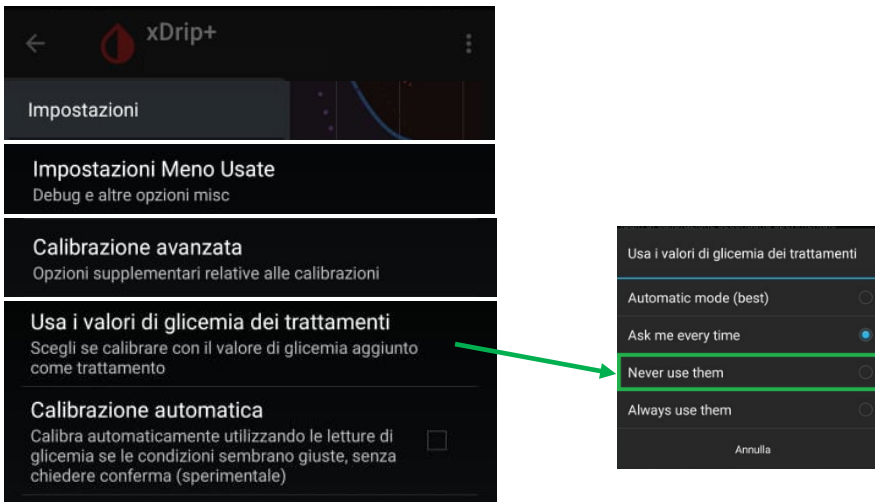 xDrip+
Impostazioni
Impostazioni Meno Usate
Debug e altre opzioni misc
Calibrazione avanzata
Opzioni supplementari relative alle calibrazioni
Usa i valori di glicemia dei trattamenti
Scegli se calibrare con il valore di glicemia aggiunto
come trattamento
Calibrazione automatica
Calibra automaticamente utilizzando le letture di
glicemia se le condizioni sembrano giuste, senza
chiedere conferma (sperimentale)
Usa i valori di glicemia dei trattamenti
Automatic mode (best)
Ask me every time
Never use them
Always use them
Annulla